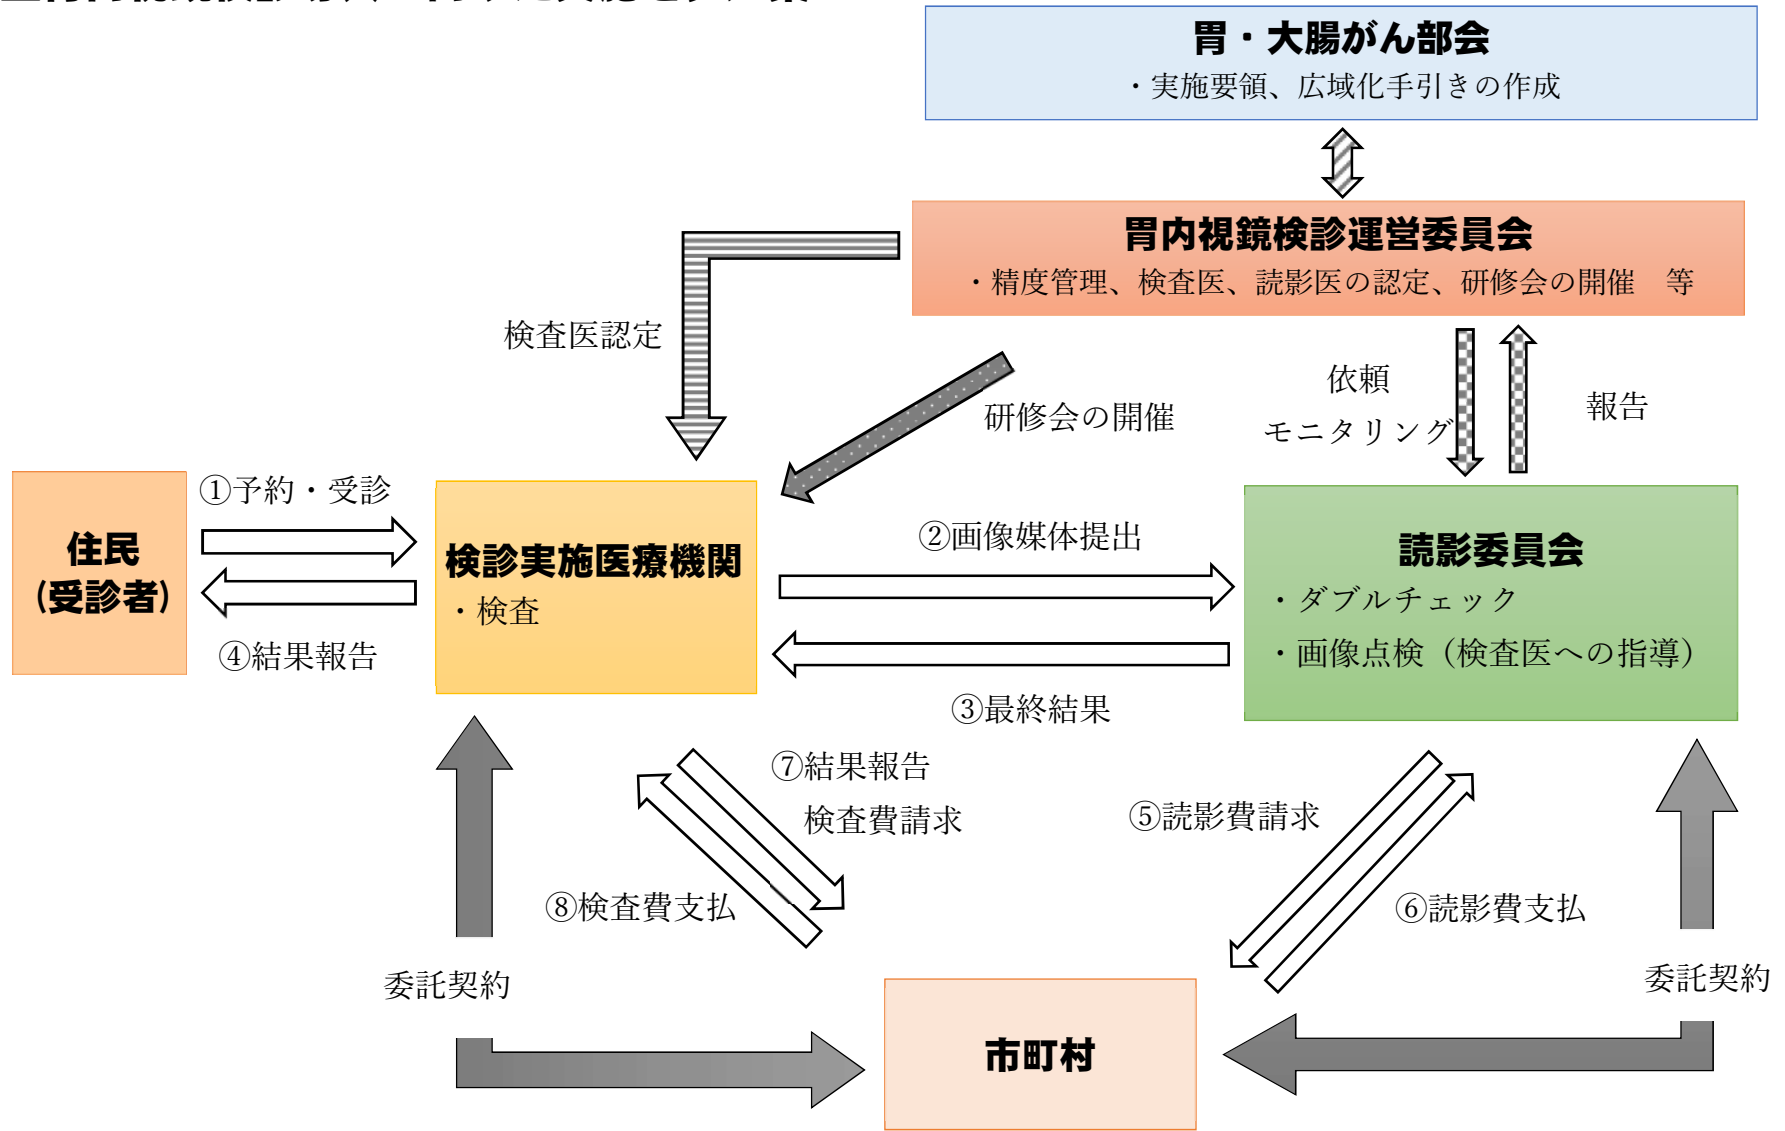 胃・大腸がん部会
・実施要領、広域化手引きの作成
胃内視鏡検診運営委員会
・精度管理、検査医、読影医の認定、研修会の開催　等
検査医認定
研修会の開催
依頼
モニタリング
報告
①予約・受診
住民
(受診者)
④結果報告
検診実施医療機関
・検査
②画像媒体提出
③最終結果
読影委員会
・ダブルチェック
・画像点検（検査医への指導）
⑦結果報告
検査費請求
⑧検査費支払
⑤読影費請求
⑥読影費支払
委託契約
委託契約
市町村